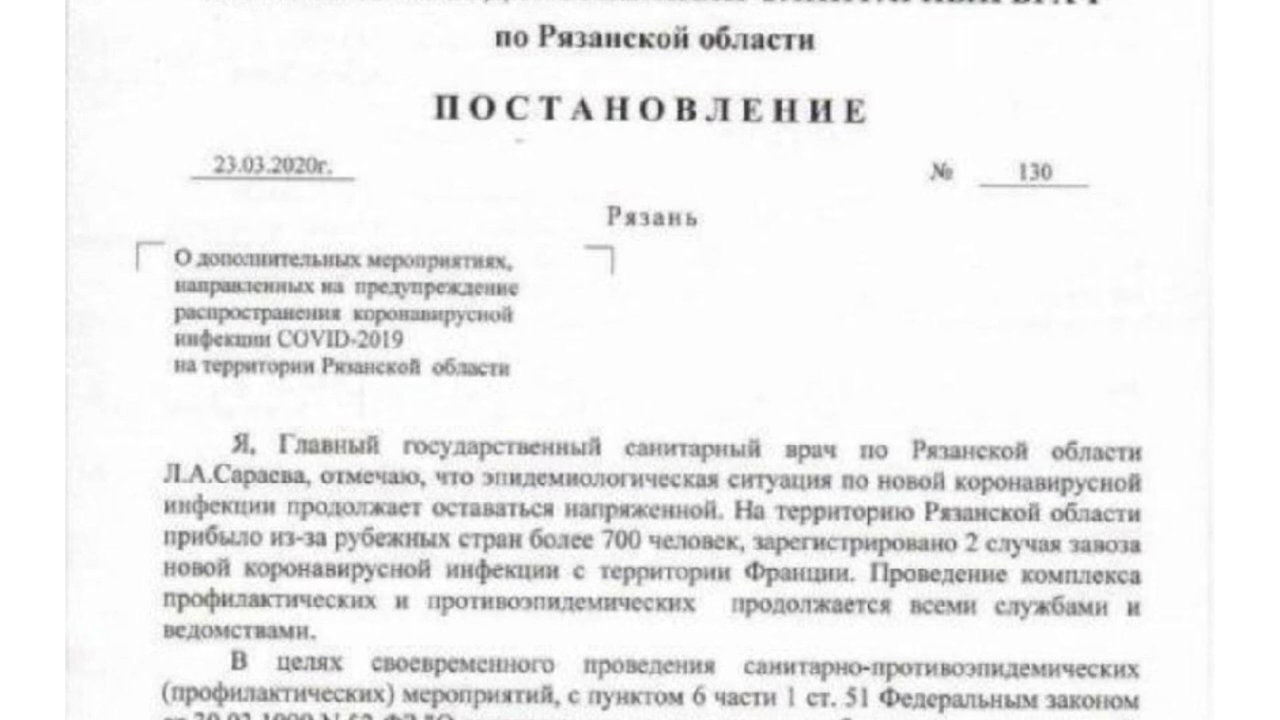 по Рязанской области
ПОСТАНОВЛЕНИЕ
23.03.2020г.
№ 130
Рязань
О дополнительных мероприятиях,
направленных на предупреждение
распространения коронавирусной
инфекции COVID-2019
на территории Рязанской области
Я, Главный государственный санитарный врач по Рязанской области
Л.А.Сараева, отмечаю, что эпидемиологическая ситуация по новой коронавирусной
инфекции продолжает оставаться напряженной. На территорию Рязанской области
прибыло из-за рубежных стран более 700 человек, зарегистрировано 2 случая завоза
новой коронавирусной инфекции с территории Франции. Проведение комплекса
профилактических и противоэпидемических продолжается всеми службами и
ведомствами.
В целях своевременного проведения санитарно-противоэпидемических
(профилактических) мероприятий, с пунктом 6 части 1 ст. 51 Федеральным законом